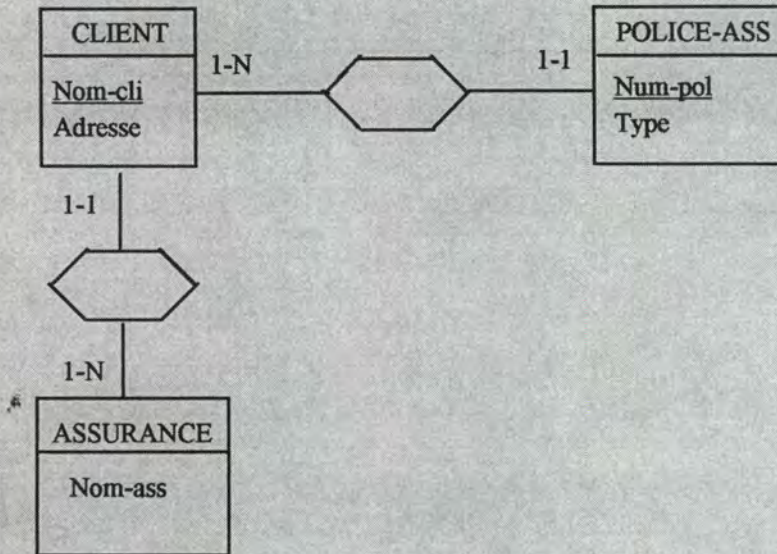 CLIENT
Nom-cli
Adresse
1-N
1-1
POLICE-ASS
Num-pol
Type
1-1
1-N
ASSURANCE
Nom-ass